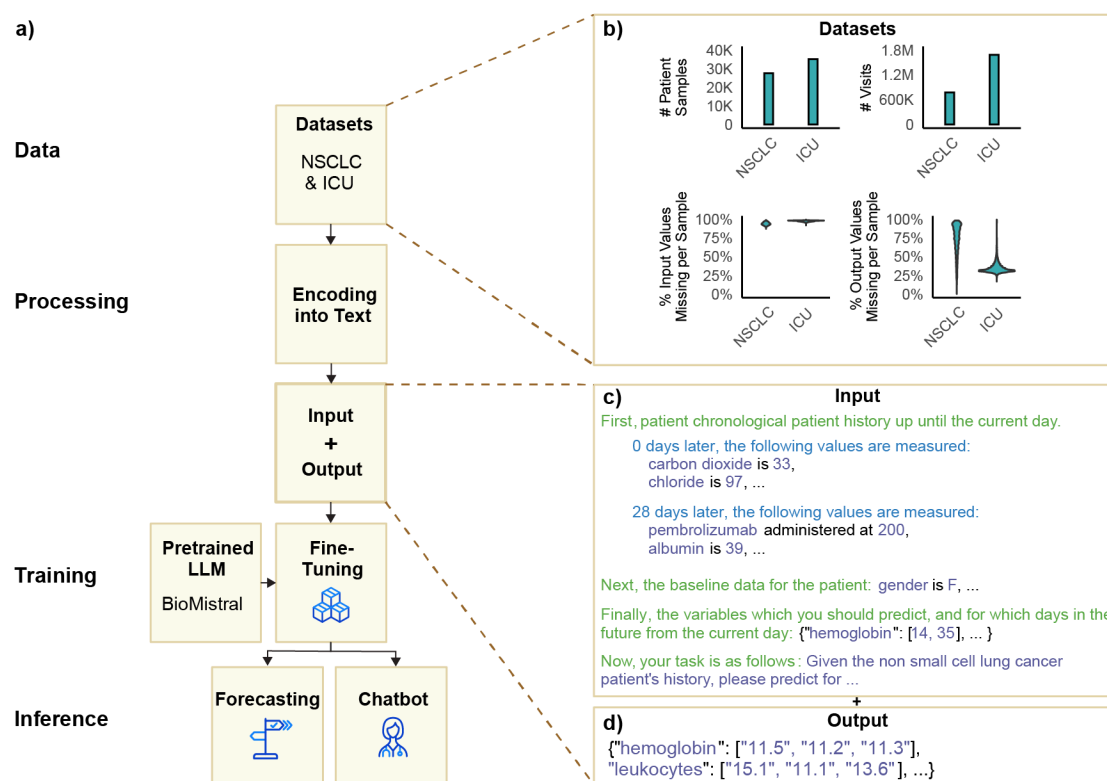 a)
Data
Processing
Training
Inference
Datasets
NSCLC
& ICU
Encoding
into Text
Input
+
Output
Pretrained
LLM
BioMistral
Fine-
Tuning
Forecasting
Chatbot
b)
Datasets
# Patient
Samples
40K
30K
20K
10K
0
NSCLC
ICU
# Visits
1.8M
1.2M
600K
0
NSCLC
ICU
% Input Values
Missing per Sample
100%
75%
50%
25%
0%
NSCLC
ICU
% Output Values
Missing per Sample
100%
75%
50%
25%
0%
NSCLC
ICU
c)
Input
First, patient chronological patient history up until the current day.
0 days later, the following values are measured:
carbon dioxide is 33,
chloride is 97, ...
28 days later, the following values are measured:
pembrolizumab administered at 200,
albumin is 39, ...
Next, the baseline data for the patient: gender is F, ...
Finally, the variables which you should predict, and for which days in the
future from the current day: {"hemoglobin": [14, 35], ... }
Now, your task is as follows : Given the non small cell lung cancer
patient's history, please predict for ...
+
d)
Output
{"hemoglobin": ["11.5", "11.2", "11.3"],
"leukocytes": ["15.1", "11.1", "13.6"], ...}